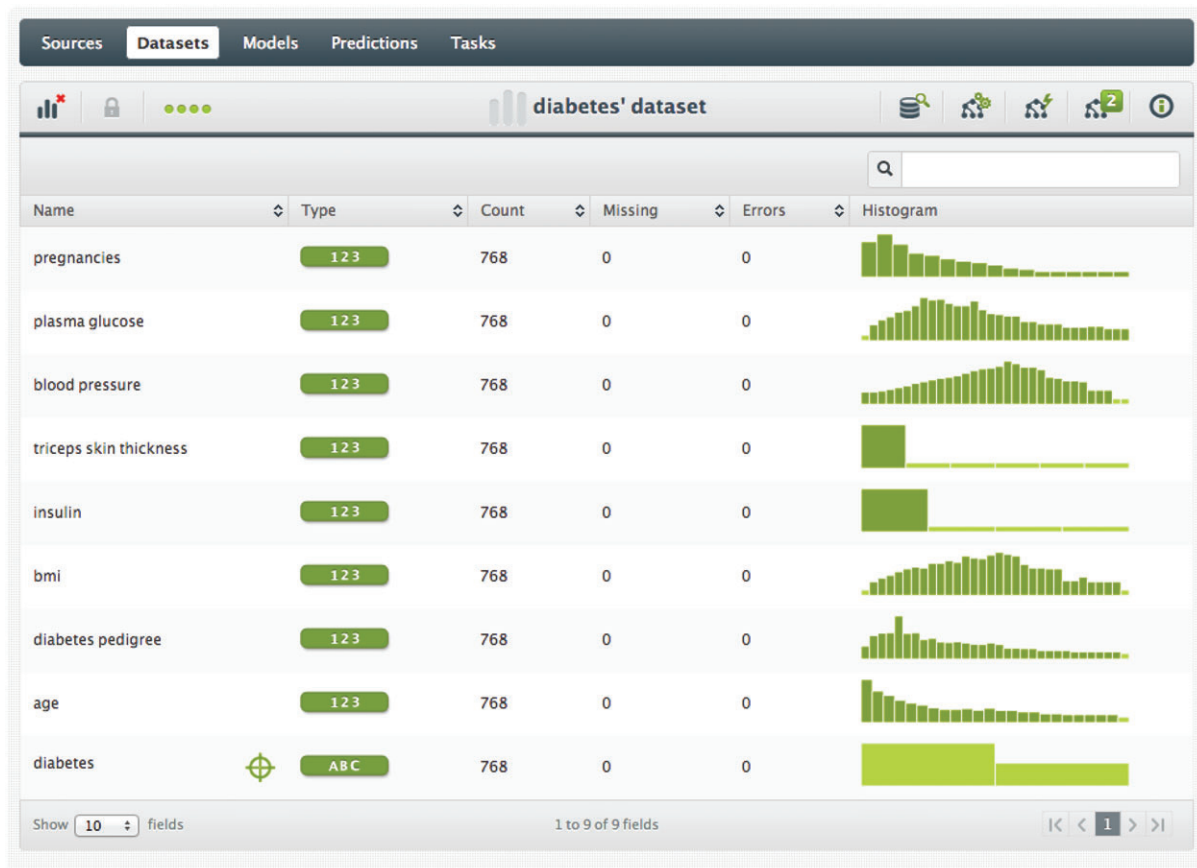 Sources Datasets Models Predictions Tasks
diabetes' dataset 2
Name Type Count Missing Errors Histogram
pregnancies 123 768 0 0
plasma glucose 123 768 0 0
blood pressure 123 768 0 0
triceps skin thickness 123 768 0 0
insulin 123 768 0 0
bmi 123 768 0 0
diabetes pedigree 123 768 0 0
age 123 768 0 0
diabetes ABC 768 0 0
Show 10 fields 1 to 9 of 9 fields 1